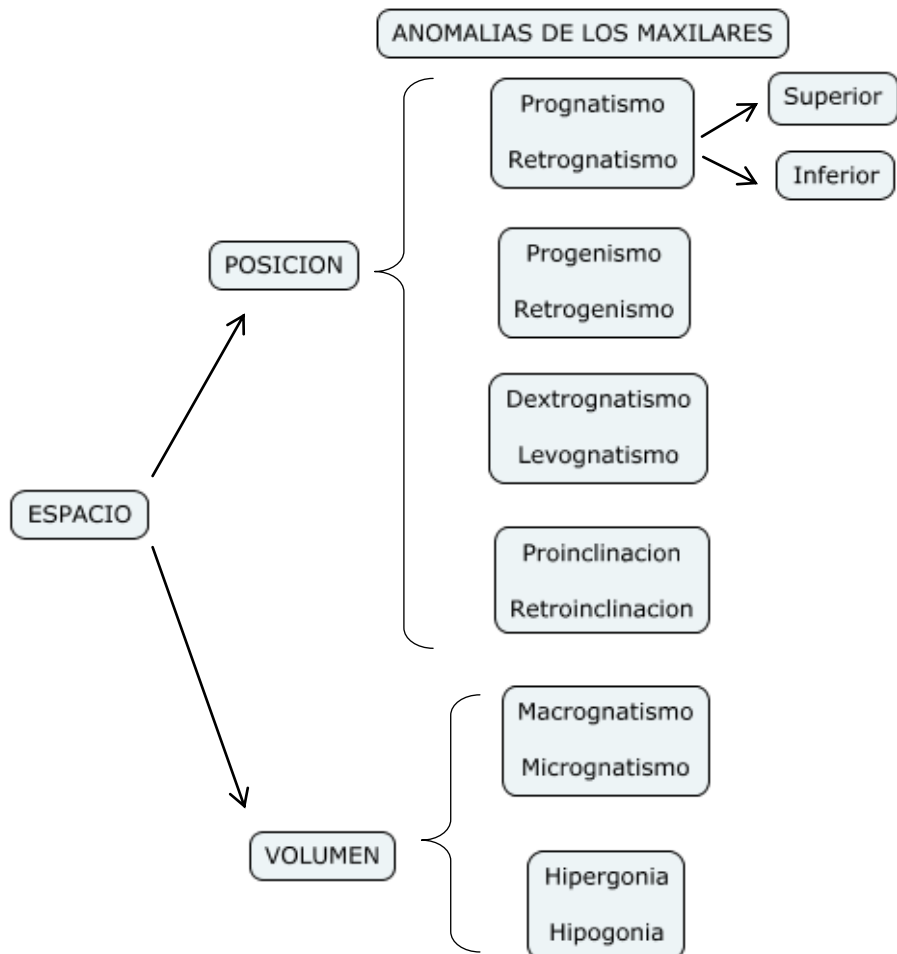 ANOMALIAS DE LOS MAXILARES
Prognatismo
Retrognatismo
Superior
Inferior
POSICION
Progenismo
Retrogenismo
Dextrognatismo
Levognatismo
ESPACIO
Proinclinacion
Retroinclinacion
Macrognatismo
Micrognatismo
VOLUMEN
Hipergonia
Hipogonia